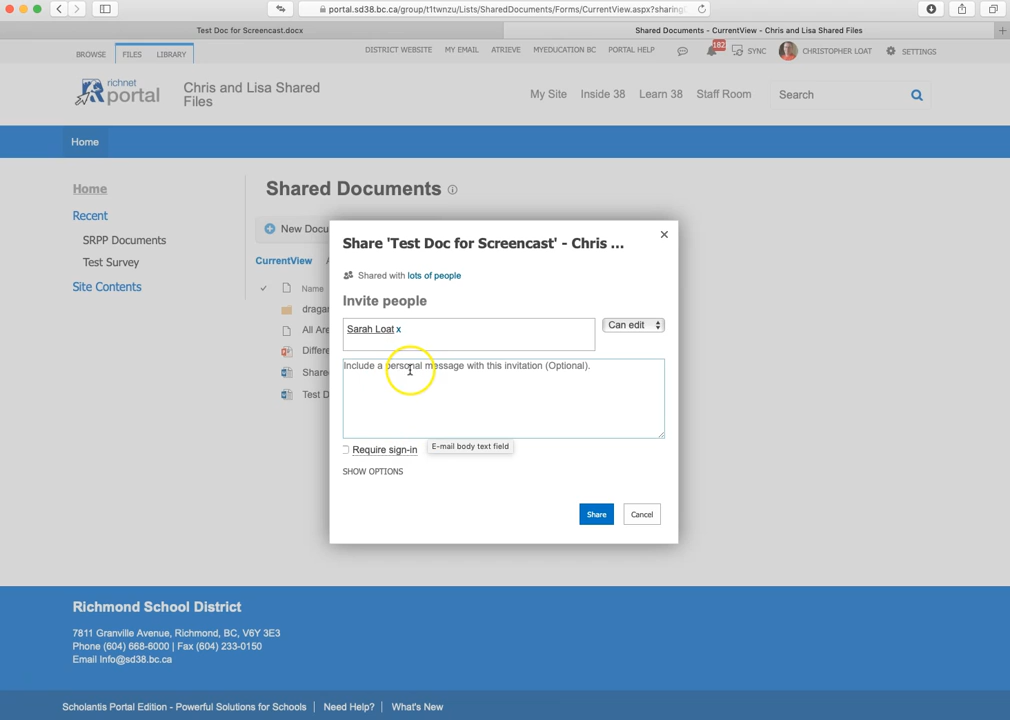 portal.sd38.bc.ca/group/t1twnzu/Lists/SharedDocuments/Forms/CurrentView.aspx?sharing
Test Doc for Screencast.docx
Shared Documents - CurrentView - Chris and Lisa Shared Files
BROWSE FILES LIBRARY DISTRICT WEBSITE MY EMAIL ATRIEVE MYEDUCATION BC PORTAL HELP 182 SYNC CHRISTOPHER LOAT SETTINGS
richnet
portal
Chris and Lisa Shared
Files
My Site Inside 38 Learn 38 Staff Room Search
Home
Home
Recent
SRPP Documents
Test Survey
Site Contents
Shared Documents
New Docu
CurrentView A
Name
dragar
All Are
Differe
Share
Test D
Share 'Test Doc for Screencast' - Chris ...
Shared with lots of people
Invite people
Sarah Loat x Can edit
Include a personal message with this invitation (Optional).
E-mail body text field
Require sign-in
SHOW OPTIONS
Share Cancel
Richmond School District
7811 Granville Avenue, Richmond, BC, V6Y 3E3
Phone (604) 668-6000 | Fax (604) 233-0150
Email Info@sd38.bc.ca
Scholantis Portal Edition - Powerful Solutions for Schools | Need Help? | What's New